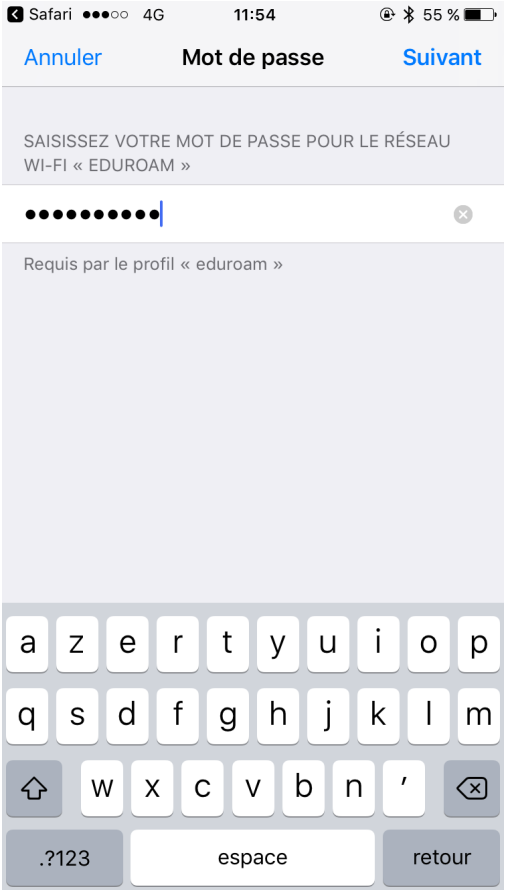 Safari 4G 11:54 55 %
Annuler Mot de passe Suivant
SAISISSEZ VOTRE MOT DE PASSE POUR LE RÉSEAU
WI-FI « EDUROAM »
••••••••••
Requis par le profil « eduroam »
a z e r t y u i o p
q s d f g h j k l m
w x c v b n ’
.?123 espace retour